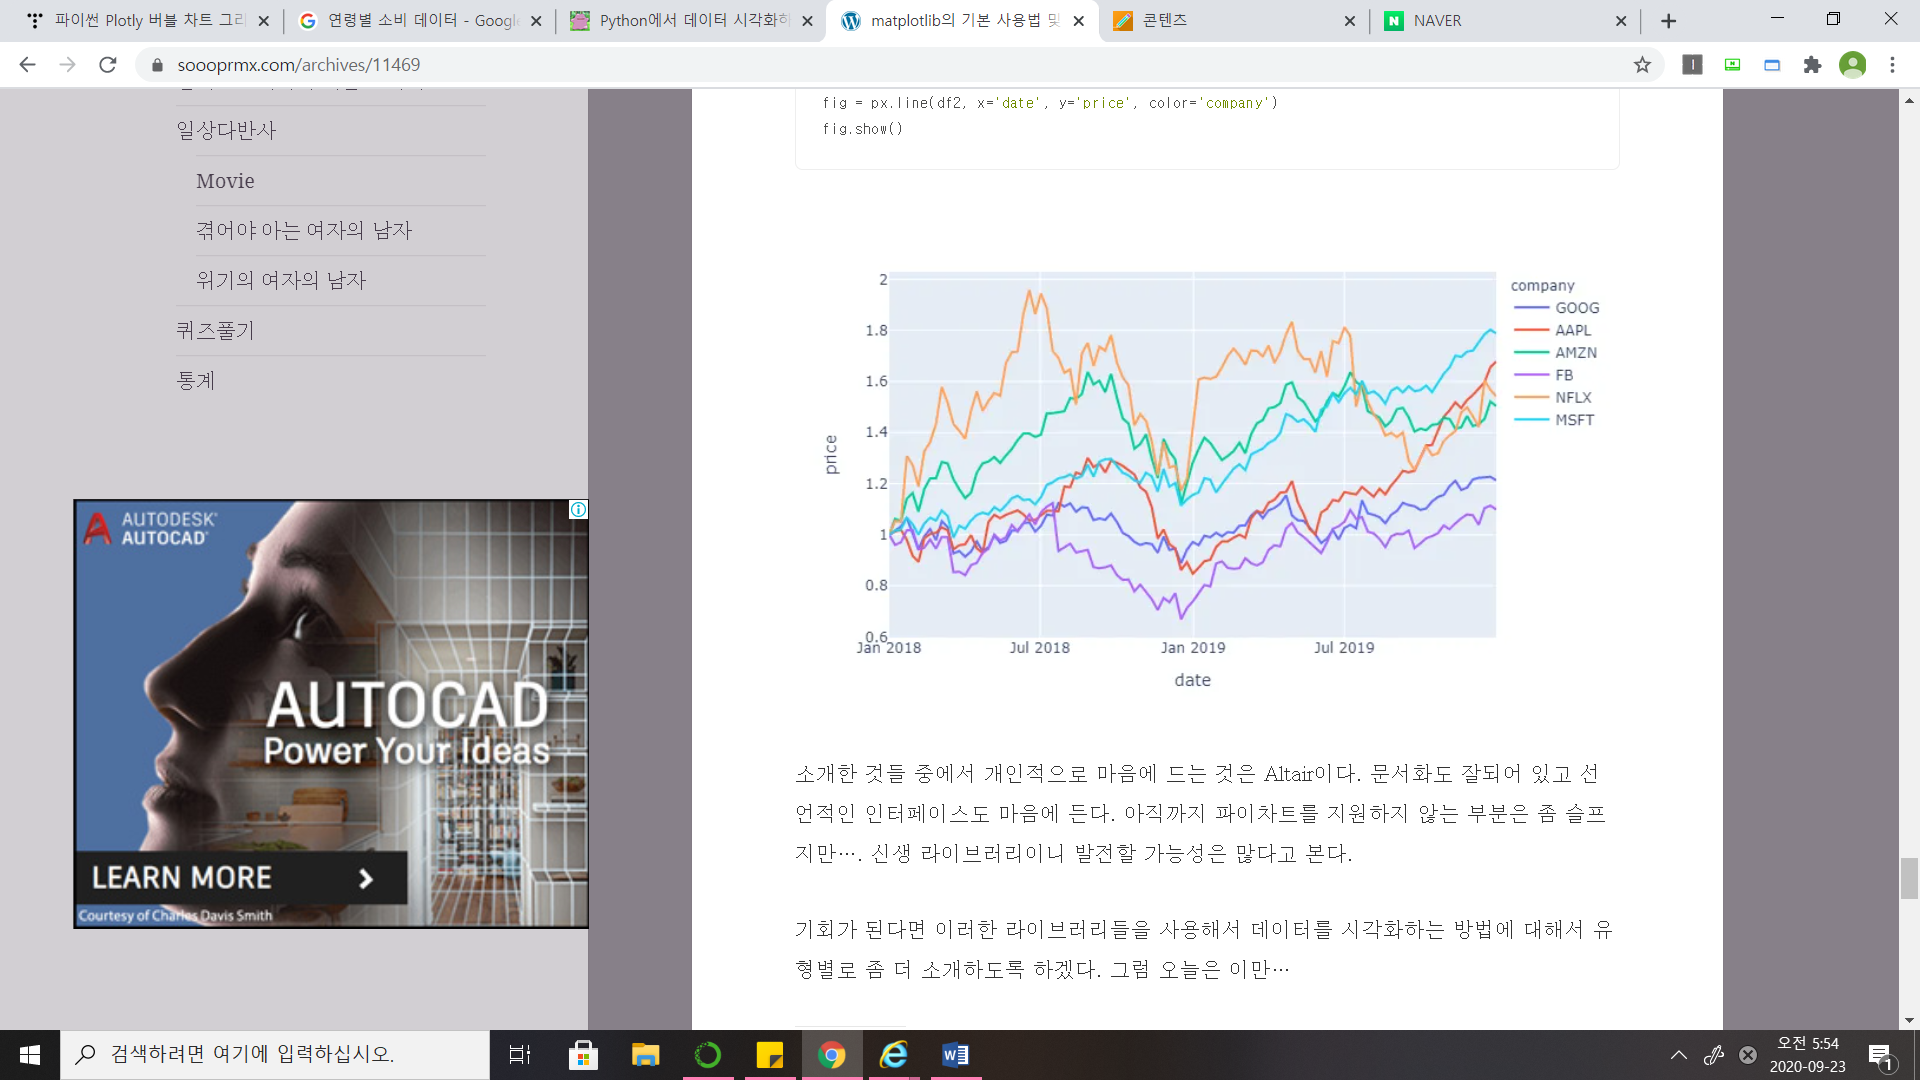 파이썬 Plotly 버블 차트 그리
연령별 소비 데이터 - Google
Python에서 데이터 시각화하
matplotlib의 기본 사용법 및
콘텐츠
NAVER
soooprmx.com/archives/11469
일상다반사
Movie
겪어야 아는 여자의 남자
위기의 여자의 남자
퀴즈풀기
통계
AUTODESK®
AUTOCAD®
AUTOCAD
Power Your Ideas
LEARN MORE
Courtesy of Charles Davis Smith
fig = px.line(df2, x='date', y='price', color='company')
fig.show()
2
1.8
1.6
1.4
1.2
1
0.8
0.6
price
Jan 2018
Jul 2018
Jan 2019
Jul 2019
date
company
GOOG
AAPL
AMZN
FB
NFLX
MSFT
소개한 것들 중에서 개인적으로 마음에 드는 것은 Altair이다. 문서화도 잘되어 있고 선
언적인 인터페이스도 마음에 든다. 아직까지 파이차트를 지원하지 않는 부분은 좀 슬프
지만…. 신생 라이브러리이니 발전할 가능성은 많다고 본다.
기회가 된다면 이러한 라이브러리들을 사용해서 데이터를 시각화하는 방법에 대해서 유
형별로 좀 더 소개하도록 하겠다. 그럼 오늘은 이만…
검색하려면 여기에 입력하십시오.
오전 5:54
2020-09-23
1